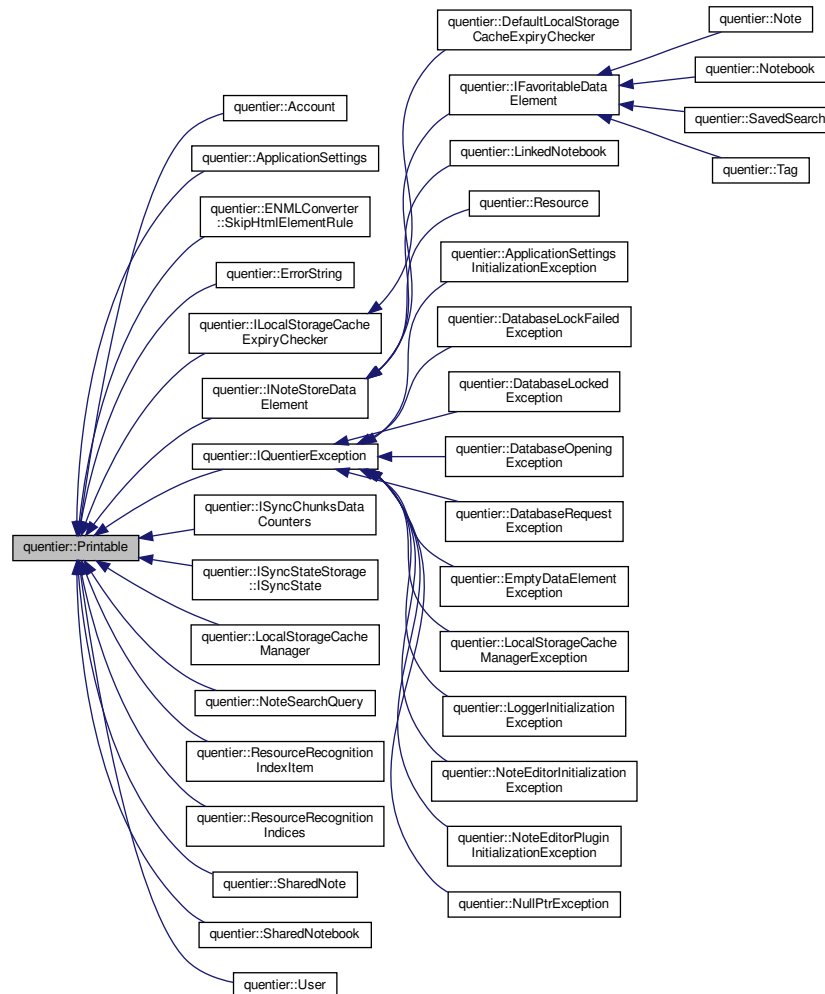 quentier::Printable
quentier::Account
quentier::ApplicationSettings
quentier::ENMLConverter
::SkipHtmlElementRule
quentier::ErrorString
quentier::ILocalStorageCache
ExpiryChecker
quentier::INoteStoreData
Element
quentier::IQuentierException
quentier::ISyncChunksData
Counters
quentier::ISyncStateStorage
::ISyncState
quentier::LocalStorageCache
Manager
quentier::NoteSearchQuery
quentier::ResourceRecognition
IndexItem
quentier::ResourceRecognition
Indices
quentier::SharedNote
quentier::SharedNotebook
quentier::User
quentier::DefaultLocalStorage
CacheExpiryChecker
quentier::IFavoritableData
Element
quentier::LinkedNotebook
quentier::Resource
quentier::ApplicationSettings
InitializationException
quentier::DatabaseLockFailed
Exception
quentier::DatabaseLocked
Exception
quentier::DatabaseOpening
Exception
quentier::DatabaseRequest
Exception
quentier::EmptyDataElement
Exception
quentier::LocalStorageCache
ManagerException
quentier::LoggerInitialization
Exception
quentier::NoteEditorInitialization
Exception
quentier::NoteEditorPlugin
InitializationException
quentier::NullPtrException
quentier::Note
quentier::Notebook
quentier::SavedSearch
quentier::Tag